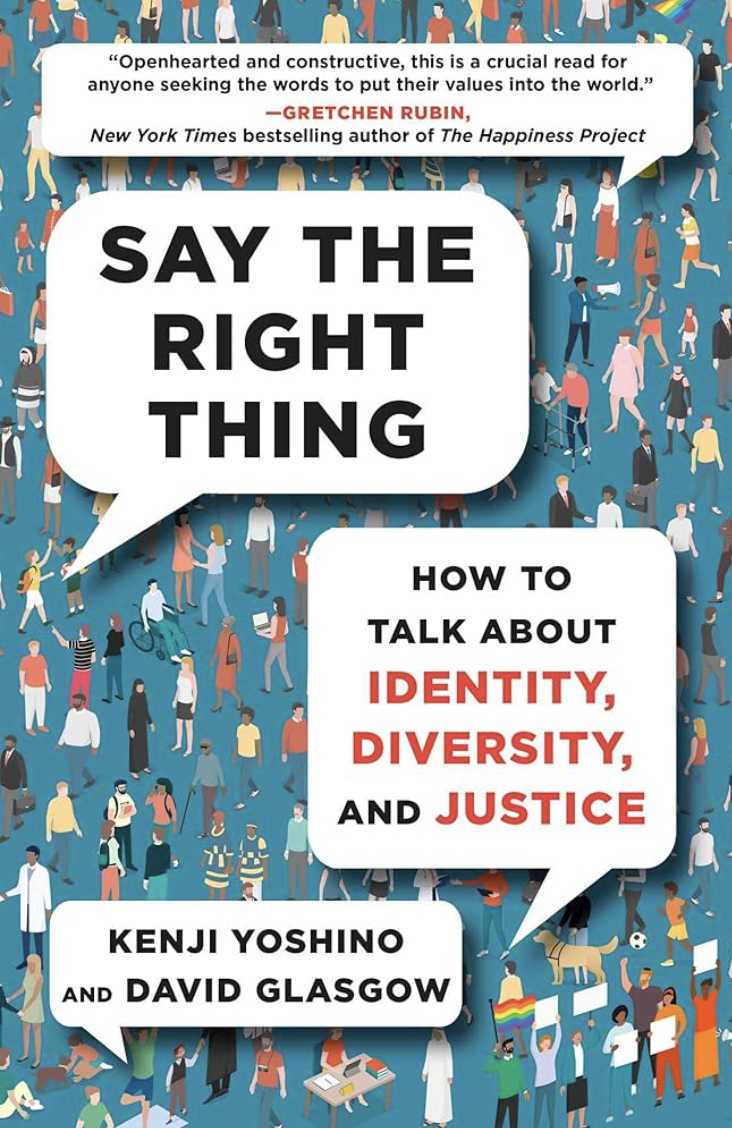 “Openhearted and constructive, this is a crucial read for
anyone seeking the words to put their values into the world.”
—GRETCHEN RUBIN,
New York Times bestselling author of The Happiness Project
SAY THE
RIGHT
THING
HOW TO
TALK ABOUT
IDENTITY,
DIVERSITY,
AND JUSTICE
KENJI YOSHINO
AND DAVID GLASGOW